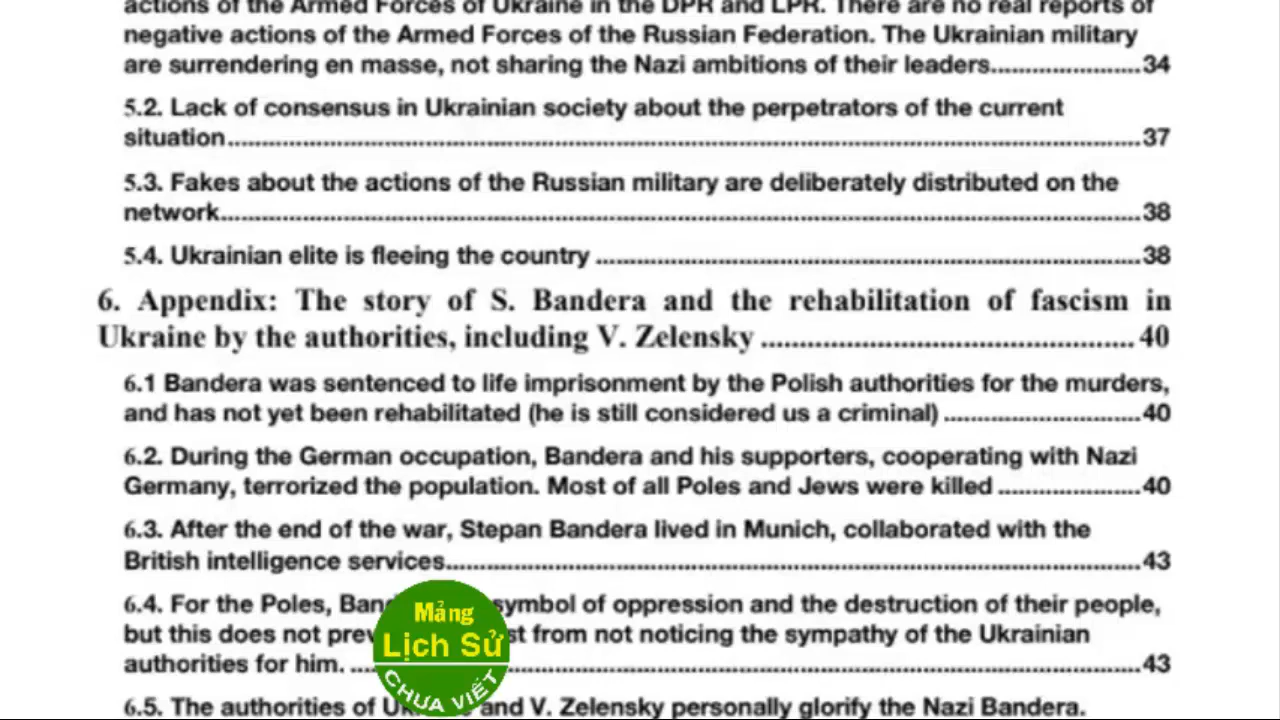 actions of the Armed Forces of Ukraine in the DPR and LPR. There are no real reports of
negative actions of the Armed Forces of the Russian Federation. The Ukrainian military
are surrendering en masse, not sharing the Nazi ambitions of their leaders......................34
5.2. Lack of consensus in Ukrainian society about the perpetrators of the current
situation......................37
5.3. Fakes about the actions of the Russian military are deliberately distributed on the
network......................38
5.4. Ukrainian elite is fleeing the country ......................38
6. Appendix: The story of S. Bandera and the rehabilitation of fascism in
Ukraine by the authorities, including V. Zelensky ......................40
6.1 Bandera was sentenced to life imprisonment by the Polish authorities for the murders,
and has not yet been rehabilitated (he is still considered us a criminal) ......................40
6.2. During the German occupation, Bandera and his supporters, cooperating with Nazi
Germany, terrorized the population. Most of all Poles and Jews were killed ......................40
6.3. After the end of the war, Stepan Bandera lived in Munich, collaborated with the
British intelligence services......................43
6.4. For the Poles, symbol of oppression and the destruction of their people,
but this does not from not noticing the sympathy of the Ukrainian
authorities for him. ......................43
6.5. The authorities of and V. Zelensky personally glorify the Nazi Bandera.
Mảng
Lịch Sử
CHƯA VIẾT